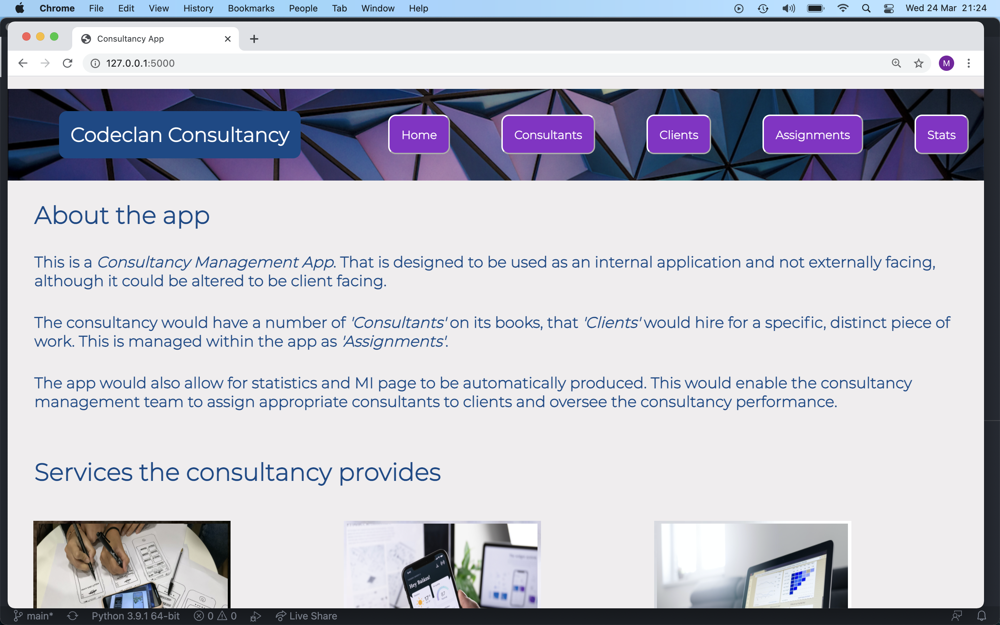 Chrome File Edit View History Bookmarks People Tab Window Help Wed 24 Mar 21:24
Consultancy App
127.0.0.1:5000 M
Codeclan Consultancy Home Consultants Clients Assignments Stats
About the app
This is a Consultancy Management App. That is designed to be used as an internal application and not externally facing,
although it could be altered to be client facing.
The consultancy would have a number of 'Consultants' on its books, that 'Clients' would hire for a specific, distinct piece of
work. This is managed within the app as 'Assignments'.
The app would also allow for statistics and MI page to be automatically produced. This would enable the consultancy
management team to assign appropriate consultants to clients and oversee the consultancy performance.
Services the consultancy provides
Hey Balázs!
17°
87
main* Python 3.9.1 64-bit 0 0 Live Share